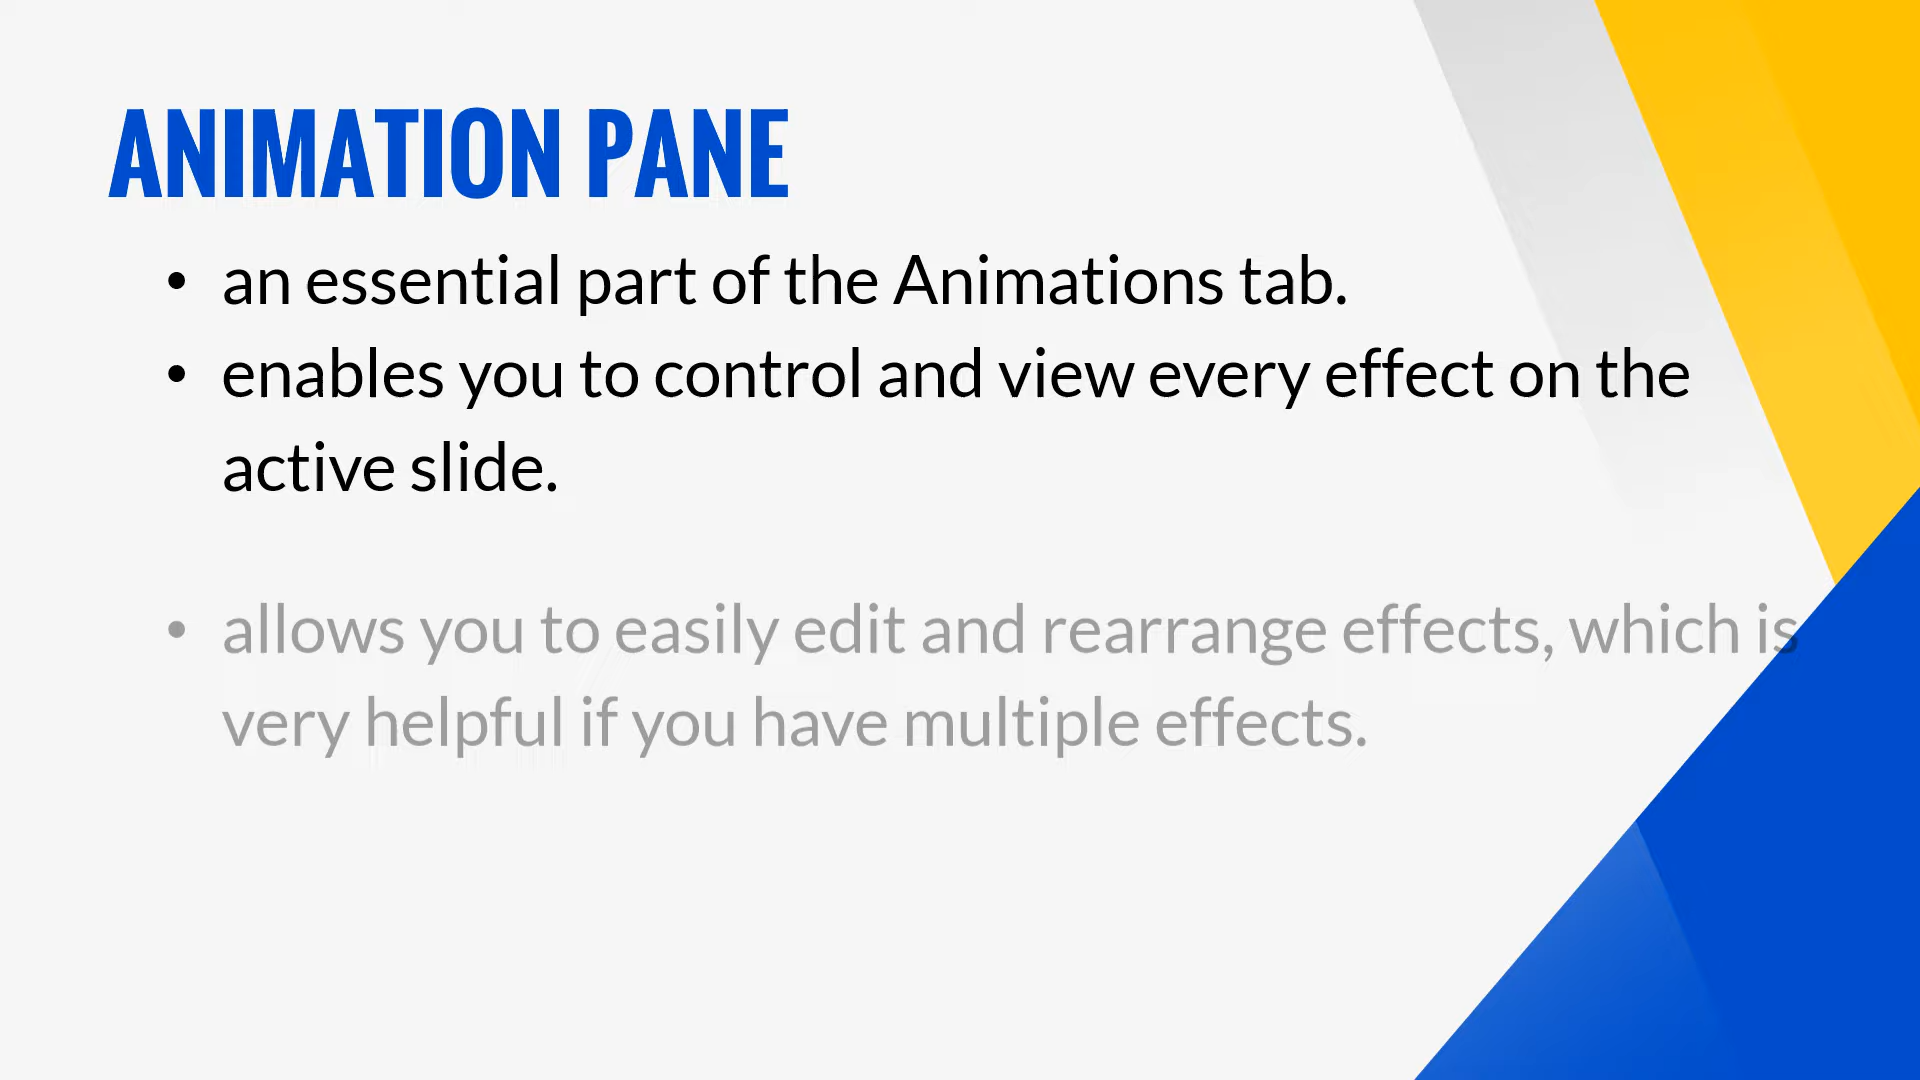 ANIMATION PANE
• an essential part of the Animations tab.
• enables you to control and view every effect on the
active slide.
• allows you to easily edit and rearrange effects, which is
very helpful if you have multiple effects.